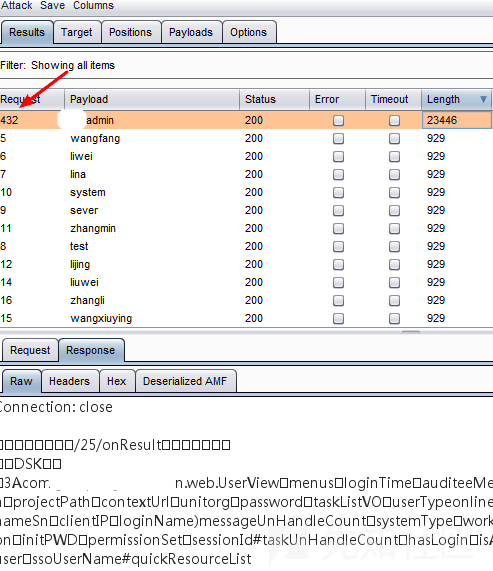 Attack Save Columns
Results Target Positions Payloads Options
Filter: Showing all items
Request Payload Status Error Timeout Length
432 admin 200 23446
5 wangfang 200 929
6 liwei 200 929
7 lina 200 929
10 system 200 929
9 sever 200 929
11 zhangmin 200 929
8 test 200 929
12 lijing 200 929
14 liuwei 200 929
16 zhangli 200 929
15 wangxiuying 200 929
Request Response
Raw Headers Hex Deserialized AMF
Connection: close
/25/onResult
DSK
3Acom n.web.UserView menus loginTime auditeeMe
projectPath contextUrl unitorg password taskListVO userTypeonline
nameSn clientIP loginName)messageUnHandleCount systemType work
on initPWD permissionSet sessionId#taskUnHandleCount hasLogin isA
user ssoUserName#quickResourceList